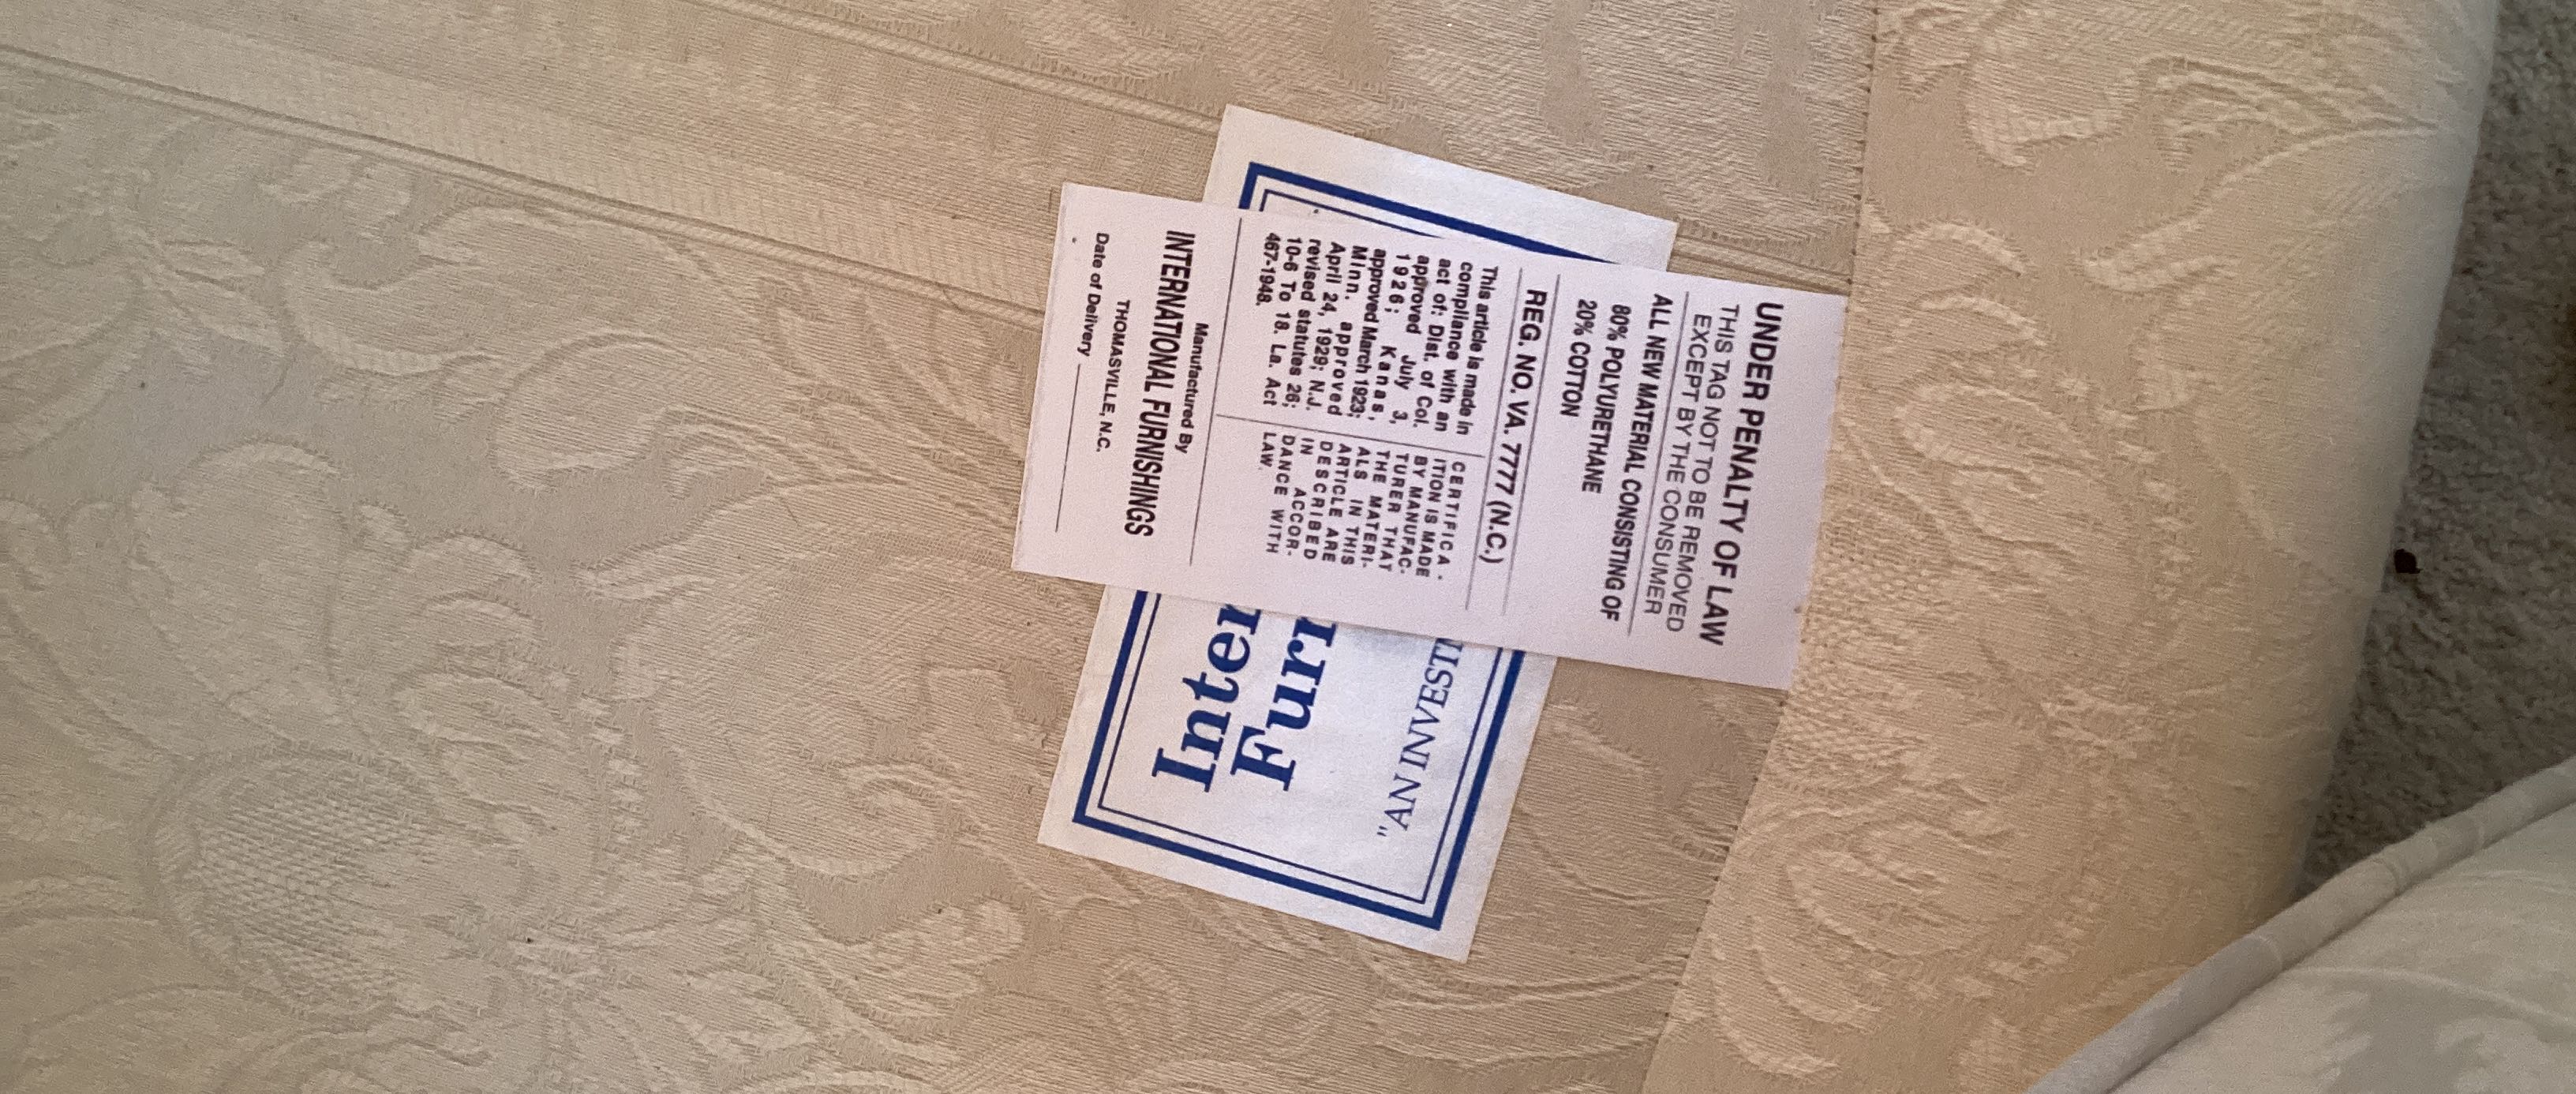 UNDER PENALTY OF LAW
THIS TAG NOT TO BE REMOVED
EXCEPT BY THE CONSUMER
ALL NEW MATERIAL CONSISTING OF
80% POLYURETHANE
20% COTTON
REG. NO. VA. 7777 (N.C.)
This article is made in
compliance with an
act of: Dist. of Col.
approved July 3,
1926; Kanas,
approved March 1923;
Minn. approved
April 24, 1929; N.J.
revised statutes 26;
10-6 To 18. La. Act
467-1948.
CERTIFICA -
ITION IS MADE
BY MANUFAC-
TURER THAT
THE MATERI-
ALS IN THIS
ARTICLE ARE
DESCRIBED
IN ACCOR-
DANCE WITH
LAW.
Manufactured By
INTERNATIONAL FURNISHINGS
THOMASVILLE, N.C.
Date of Delivery
Inter
Furn
"AN INVEST